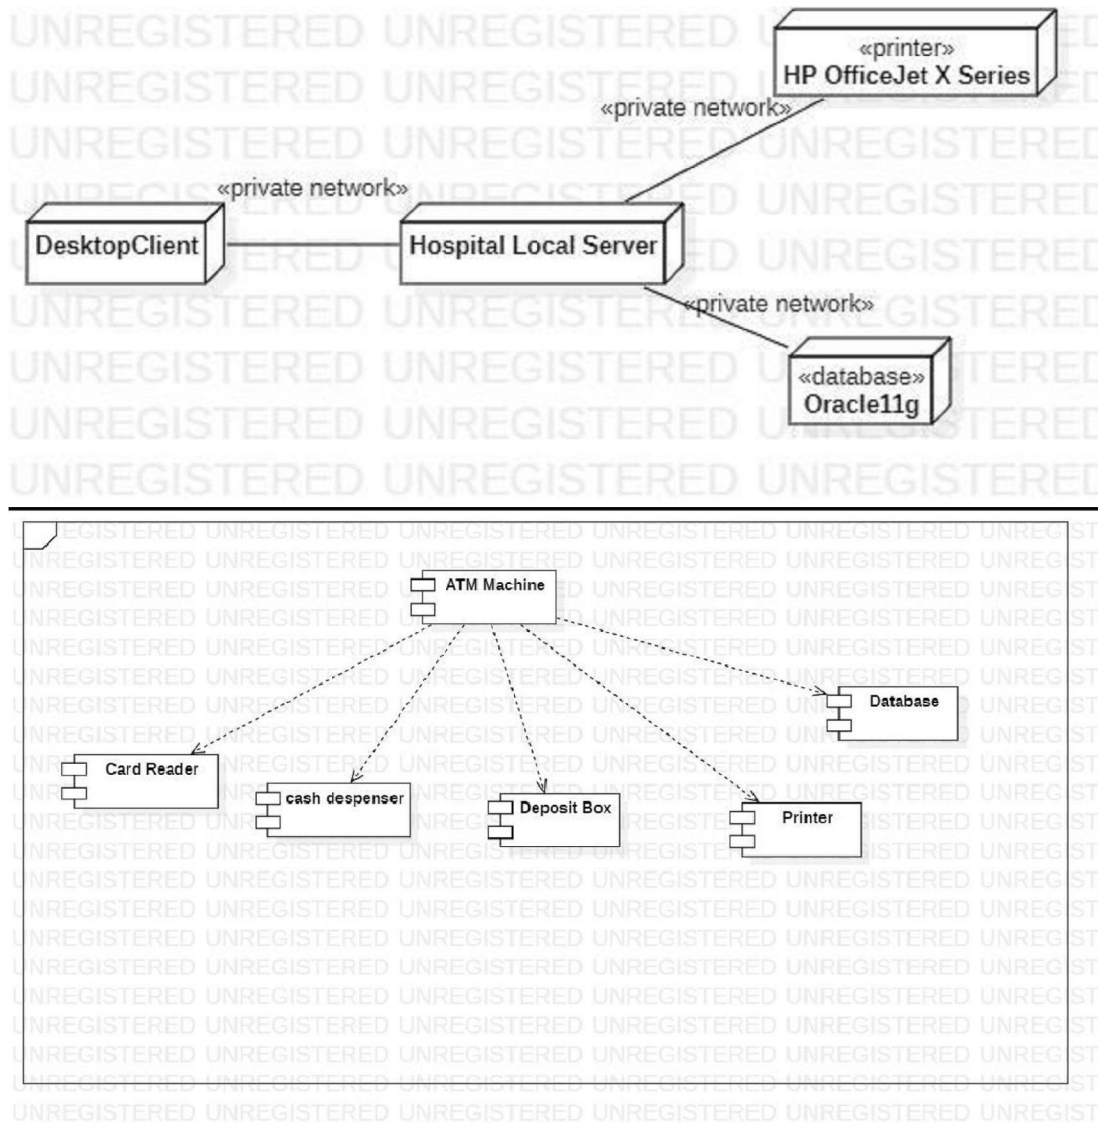 «printer»
HP OfficeJet X Series
«private network»
«private network»
DesktopClient
Hospital Local Server
«private network»
«database»
Oracle11g
ATM Machine
Database
Card Reader
cash despenser
Deposit Box
Printer
UNREGISTERED